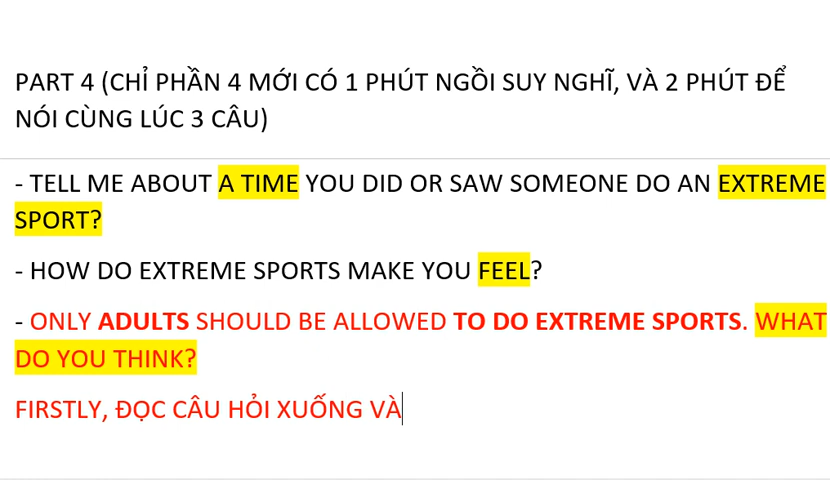 PART 4 (CHỈ PHẦN 4 MỚI CÓ 1 PHÚT NGỒI SUY NGHĨ, VÀ 2 PHÚT ĐỂ
NÓI CÙNG LÚC 3 CÂU)
- TELL ME ABOUT A TIME YOU DID OR SAW SOMEONE DO AN EXTREME
SPORT?
- HOW DO EXTREME SPORTS MAKE YOU FEEL?
- ONLY ADULTS SHOULD BE ALLOWED TO DO EXTREME SPORTS. WHAT
DO YOU THINK?
FIRSTLY, ĐỌC CÂU HỎI XUỐNG VÀ